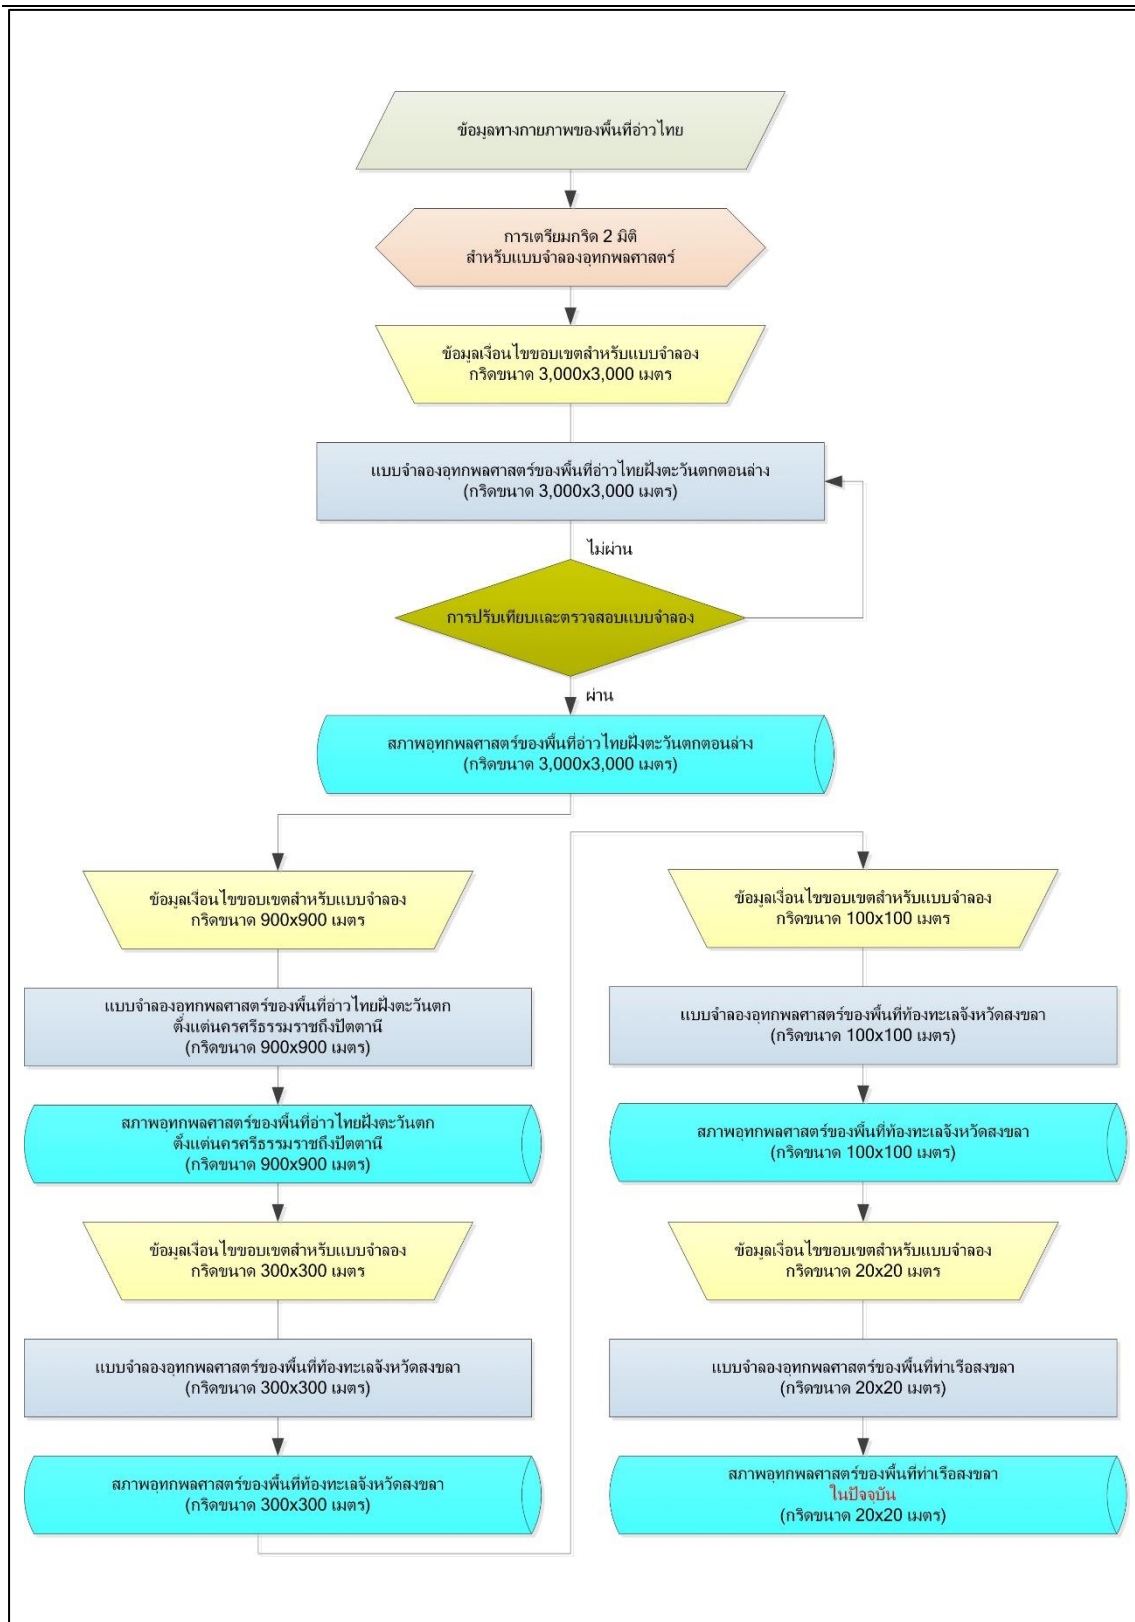 ข้อมูลทางกายภาพของพื้นที่อ่าวไทย
การเตรียมกริด 2 มิติ
สำหรับแบบจำลองอุทกพลศาสตร์
ข้อมูลเงื่อนไขขอบเขตสำหรับแบบจำลอง
กริดขนาด 3,000x3,000 เมตร
แบบจำลองอุทกพลศาสตร์ของพื้นที่อ่าวไทยฝั่งตะวันตกตอนล่าง
(กริดขนาด 3,000x3,000 เมตร)
ไม่ผ่าน
การปรับเทียบและตรวจสอบแบบจำลอง
ผ่าน
สภาพอุทกพลศาสตร์ของพื้นที่อ่าวไทยฝั่งตะวันตกตอนล่าง
(กริดขนาด 3,000x3,000 เมตร)
ข้อมูลเงื่อนไขขอบเขตสำหรับแบบจำลอง
กริดขนาด 900x900 เมตร
แบบจำลองอุทกพลศาสตร์ของพื้นที่อ่าวไทยฝั่งตะวันตก
ตั้งแต่นครศรีธรรมราชถึงปัตตานี
(กริดขนาด 900x900 เมตร)
สภาพอุทกพลศาสตร์ของพื้นที่อ่าวไทยฝั่งตะวันตก
ตั้งแต่นครศรีธรรมราชถึงปัตตานี
(กริดขนาด 900x900 เมตร)
ข้อมูลเงื่อนไขขอบเขตสำหรับแบบจำลอง
กริดขนาด 300x300 เมตร
แบบจำลองอุทกพลศาสตร์ของพื้นที่ท้องทะเลจังหวัดสงขลา
(กริดขนาด 300x300 เมตร)
สภาพอุทกพลศาสตร์ของพื้นที่ท้องทะเลจังหวัดสงขลา
(กริดขนาด 300x300 เมตร)
ข้อมูลเงื่อนไขขอบเขตสำหรับแบบจำลอง
กริดขนาด 100x100 เมตร
แบบจำลองอุทกพลศาสตร์ของพื้นที่ท้องทะเลจังหวัดสงขลา
(กริดขนาด 100x100 เมตร)
สภาพอุทกพลศาสตร์ของพื้นที่ท้องทะเลจังหวัดสงขลา
(กริดขนาด 100x100 เมตร)
ข้อมูลเงื่อนไขขอบเขตสำหรับแบบจำลอง
กริดขนาด 20x20 เมตร
แบบจำลองอุทกพลศาสตร์ของพื้นที่ท่าเรือสงขลา
(กริดขนาด 20x20 เมตร)
สภาพอุทกพลศาสตร์ของพื้นที่ท่าเรือสงขลา
ในปัจจุบัน
(กริดขนาด 20x20 เมตร)